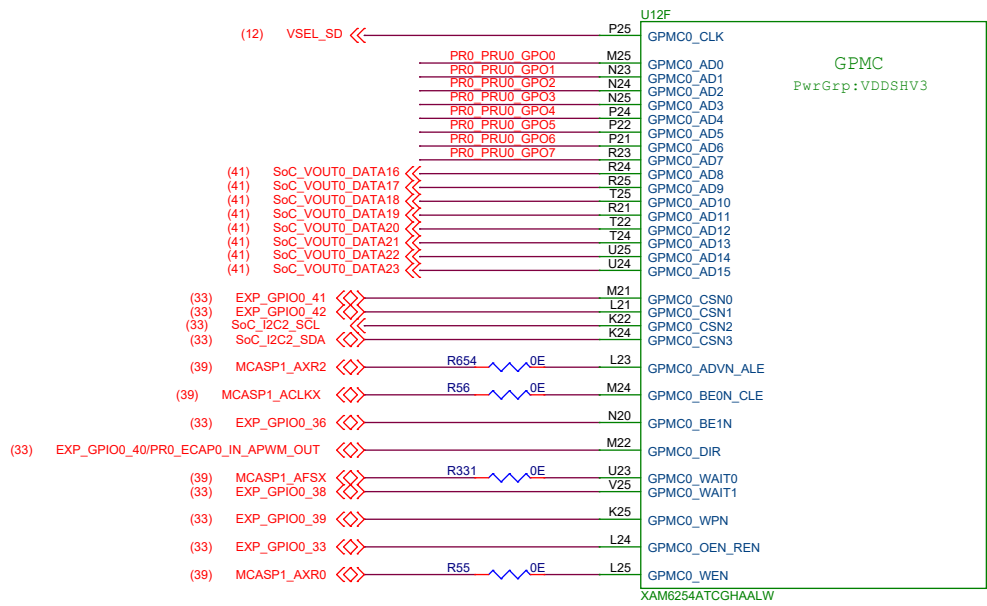 U12F
(12) VSEL_SD P25 GPMC0_CLK
GPMC
PwrGrp:VDDSHV3
PR0_PRU0_GPO0 M25 GPMC0_AD0
PR0_PRU0_GPO1 N23 GPMC0_AD1
PR0_PRU0_GPO2 N24 GPMC0_AD2
PR0_PRU0_GPO3 N25 GPMC0_AD3
PR0_PRU0_GPO4 P24 GPMC0_AD4
PR0_PRU0_GPO5 P22 GPMC0_AD5
PR0_PRU0_GPO6 P21 GPMC0_AD6
PR0_PRU0_GPO7 R23 GPMC0_AD7
(41) SoC_VOUT0_DATA16 R24 GPMC0_AD8
(41) SoC_VOUT0_DATA17 R25 GPMC0_AD9
(41) SoC_VOUT0_DATA18 T25 GPMC0_AD10
(41) SoC_VOUT0_DATA19 R21 GPMC0_AD11
(41) SoC_VOUT0_DATA20 T22 GPMC0_AD12
(41) SoC_VOUT0_DATA21 T24 GPMC0_AD13
(41) SoC_VOUT0_DATA22 U25 GPMC0_AD14
(41) SoC_VOUT0_DATA23 U24 GPMC0_AD15
(33) EXP_GPIO0_41 M21 GPMC0_CSN0
(33) EXP_GPIO0_42 L21 GPMC0_CSN1
(33) SoC_I2C2_SCL K22 GPMC0_CSN2
(33) SoC_I2C2_SDA K24 GPMC0_CSN3
(39) MCASP1_AXR2 R654 0E L23 GPMC0_ADVN_ALE
(39) MCASP1_ACLKX R56 0E M24 GPMC0_BE0N_CLE
(33) EXP_GPIO0_36 N20 GPMC0_BE1N
(33) EXP_GPIO0_40/PR0_ECAP0_IN_APWM_OUT M22 GPMC0_DIR
(39) MCASP1_AFSX R331 0E U23 GPMC0_WAIT0
(33) EXP_GPIO0_38 V25 GPMC0_WAIT1
(33) EXP_GPIO0_39 K25 GPMC0_WPN
(33) EXP_GPIO0_33 L24 GPMC0_OEN_REN
(39) MCASP1_AXR0 R55 0E L25 GPMC0_WEN
XAM6254ATCGHAALW